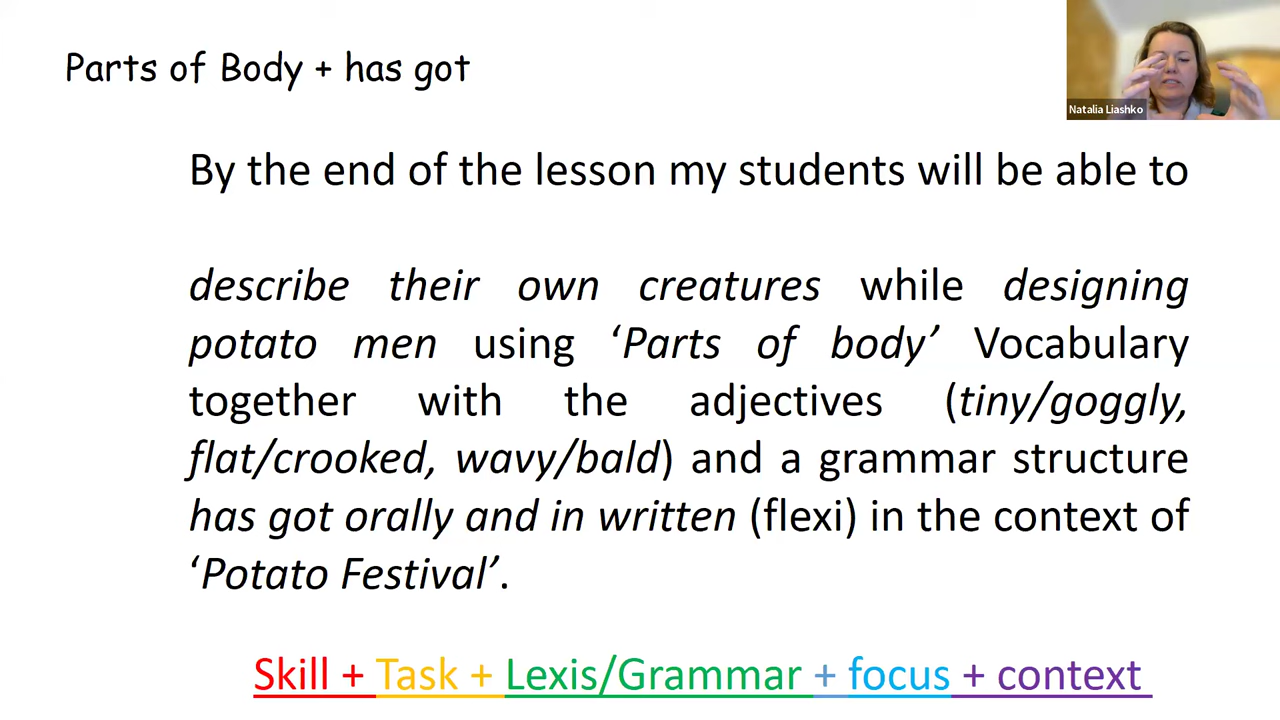 Parts of Body + has got
Natalia Liashko
By the end of the lesson my students will be able to
describe their own creatures while designing
potato men using ‘Parts of body’ Vocabulary
together with the adjectives (tiny/goggly,
flat/crooked, wavy/bald) and a grammar structure
has got orally and in written (flexi) in the context of
‘Potato Festival’.
Skill + Task + Lexis/Grammar + focus + context